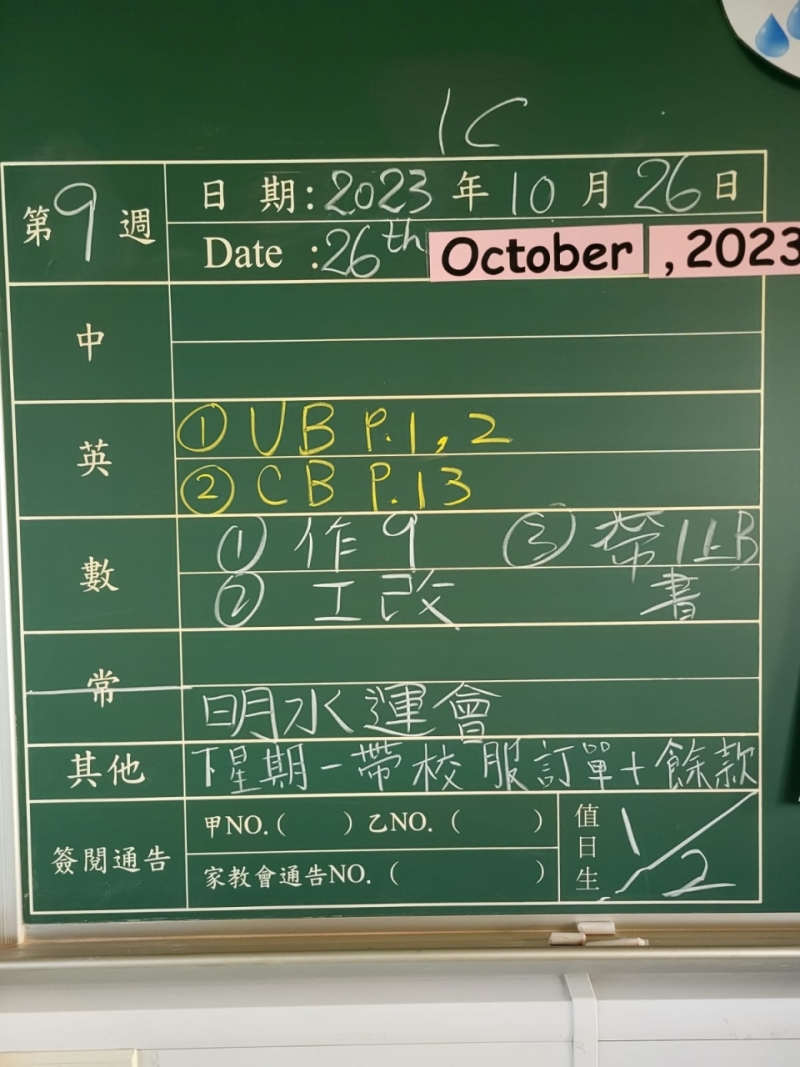 1C
第9週
日期:2023年10月26日
Date :26th October , 2023
中
英
① UB P.1,2
② CB P.13
數
① 作9 ③ 帶1上B
② 工改 書
常
明水運會
其他 下星期一帶校服訂單+餘款
簽閱通告
甲NO.( ) 乙NO.( )
家教會通告NO.( )
值日生 1/2